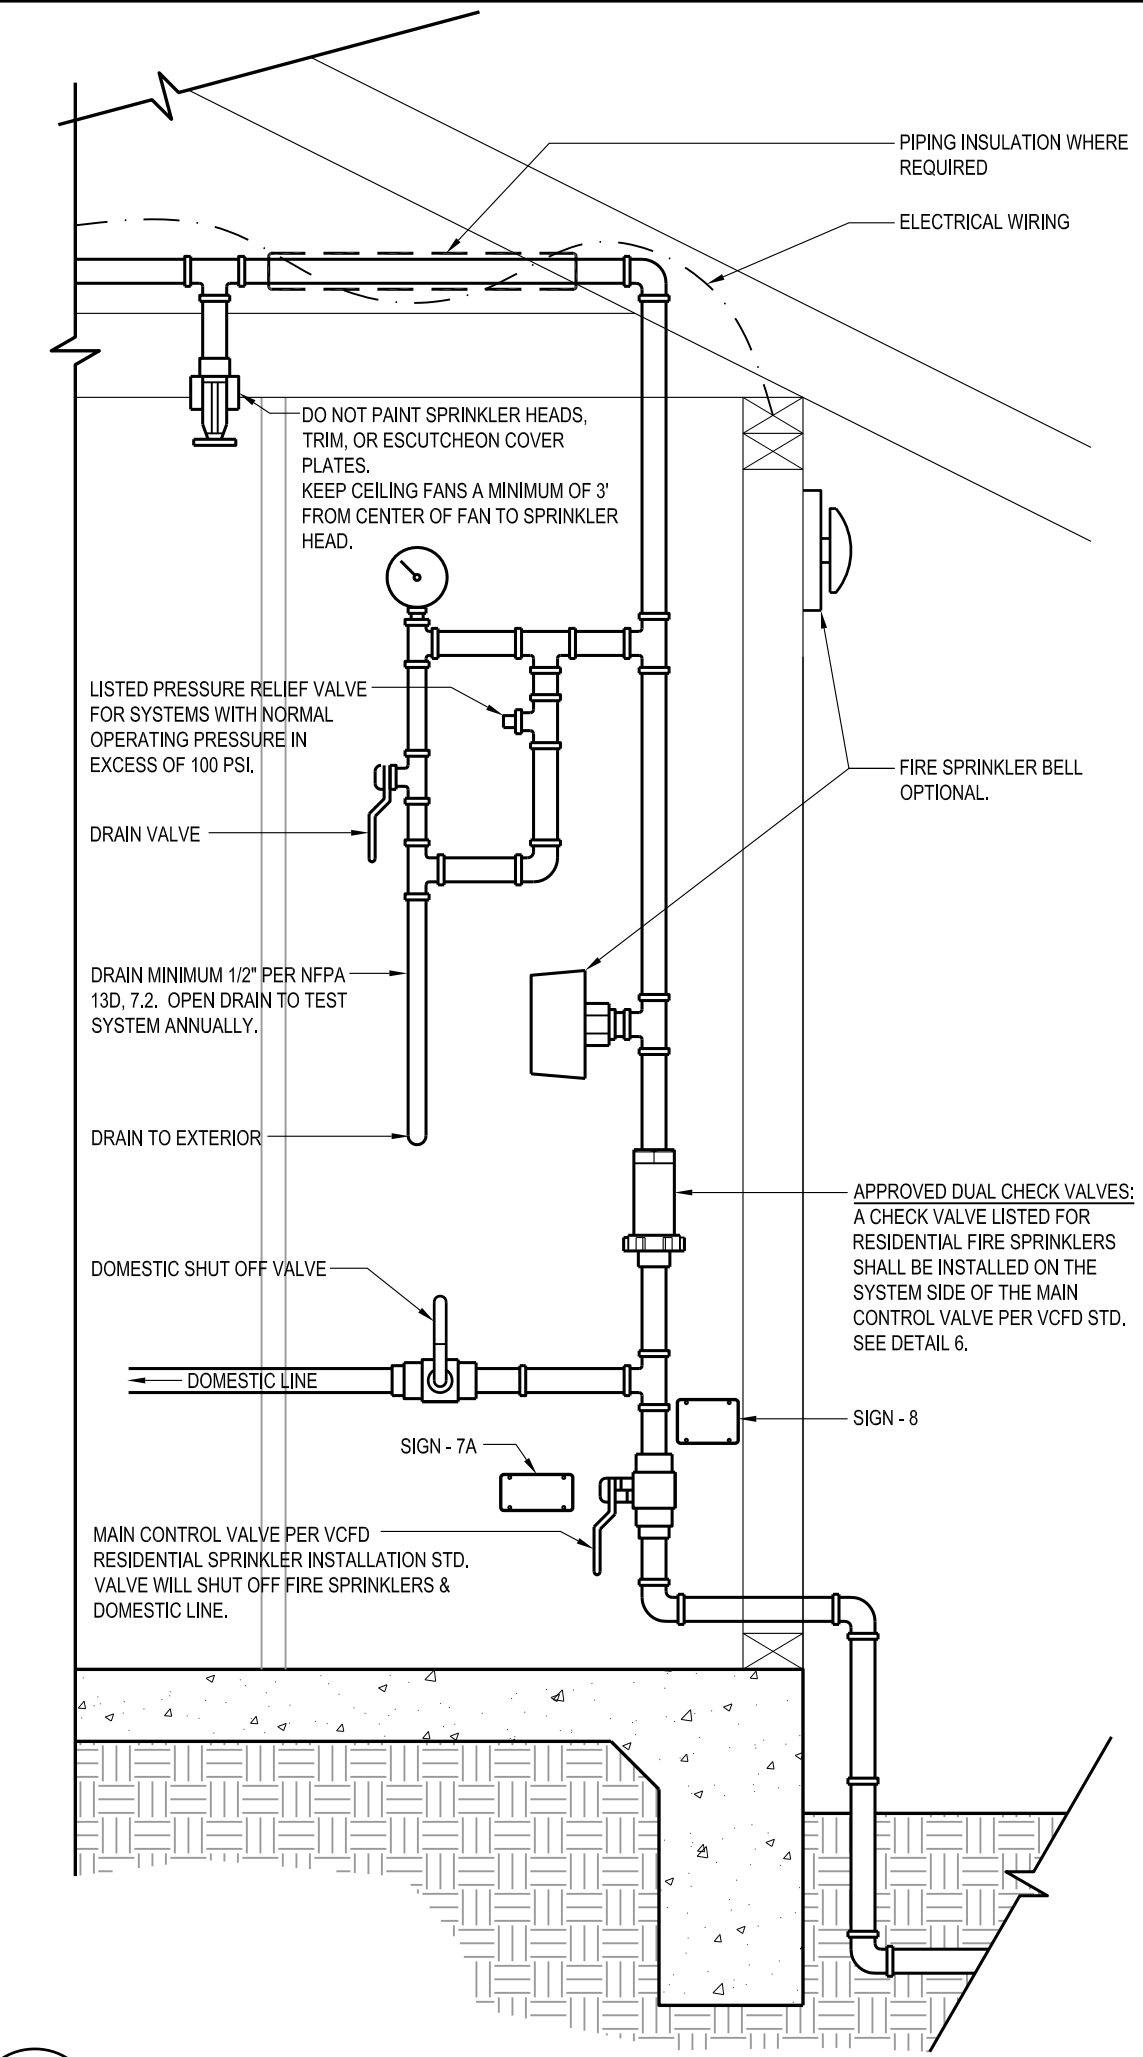 PIPING INSULATION WHERE
REQUIRED
ELECTRICAL WIRING
DO NOT PAINT SPRINKLER HEADS,
TRIM, OR ESCUTCHEON COVER
PLATES.
KEEP CEILING FANS A MINIMUM OF 3'
FROM CENTER OF FAN TO SPRINKLER
HEAD.
LISTED PRESSURE RELIEF VALVE
FOR SYSTEMS WITH NORMAL
OPERATING PRESSURE IN
EXCESS OF 100 PSI.
FIRE SPRINKLER BELL
OPTIONAL.
DRAIN VALVE
DRAIN MINIMUM 1/2" PER NFPA
13D, 7.2. OPEN DRAIN TO TEST
SYSTEM ANNUALLY.
DRAIN TO EXTERIOR
APPROVED DUAL CHECK VALVES:
A CHECK VALVE LISTED FOR
RESIDENTIAL FIRE SPRINKLERS
SHALL BE INSTALLED ON THE
SYSTEM SIDE OF THE MAIN
CONTROL VALVE PER VCFD STD.
SEE DETAIL 6.
DOMESTIC SHUT OFF VALVE
DOMESTIC LINE
SIGN - 8
SIGN - 7A
MAIN CONTROL VALVE PER VCFD
RESIDENTIAL SPRINKLER INSTALLATION STD.
VALVE WILL SHUT OFF FIRE SPRINKLERS &
DOMESTIC LINE.